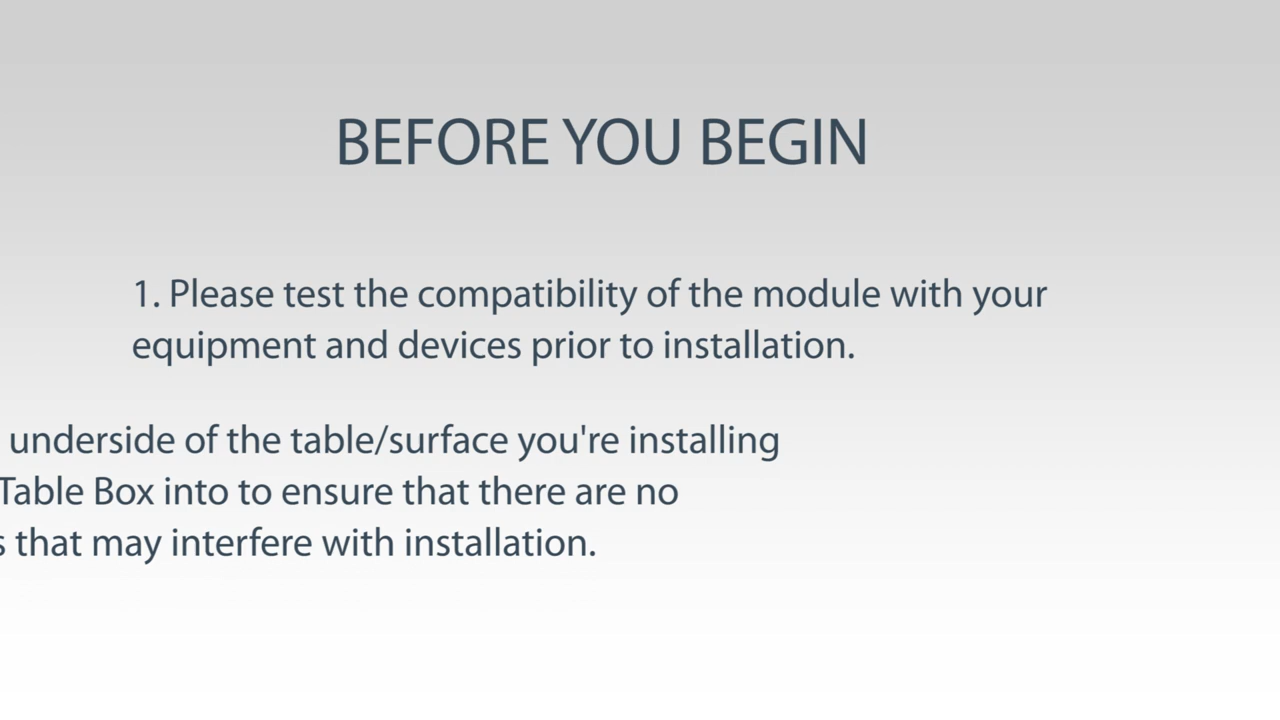 BEFORE YOU BEGIN
1. Please test the compatibility of the module with your
equipment and devices prior to installation.
underside of the table/surface you're installing
Table Box into to ensure that there are no
s that may interfere with installation.